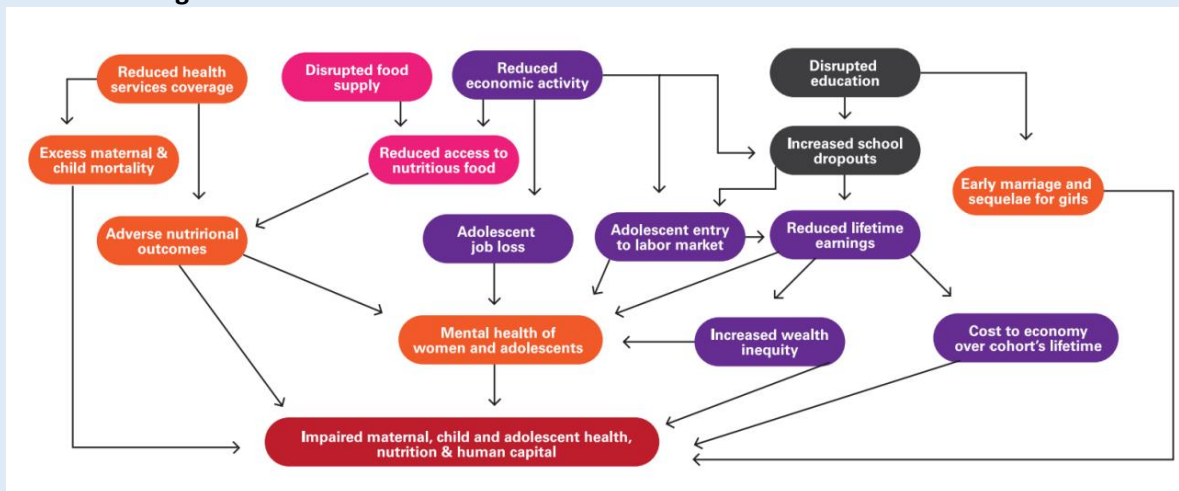 Reduced health
services coverage
Disrupted food
supply
Reduced
economic activity
Disrupted
education
Excess maternal &
child mortality
Reduced access to
nutritious food
Increased school
dropouts
Early marriage and
sequelae for girls
Adverse nutrirional
outcomes
Adolescent
job loss
Adolescent entry
to labor market
Reduced lifetime
earnings
Mental health of
women and adolescents
Increased wealth
inequity
Cost to economy
over cohort's lifetime
Impaired maternal, child and adolescent health,
nutrition & human capital